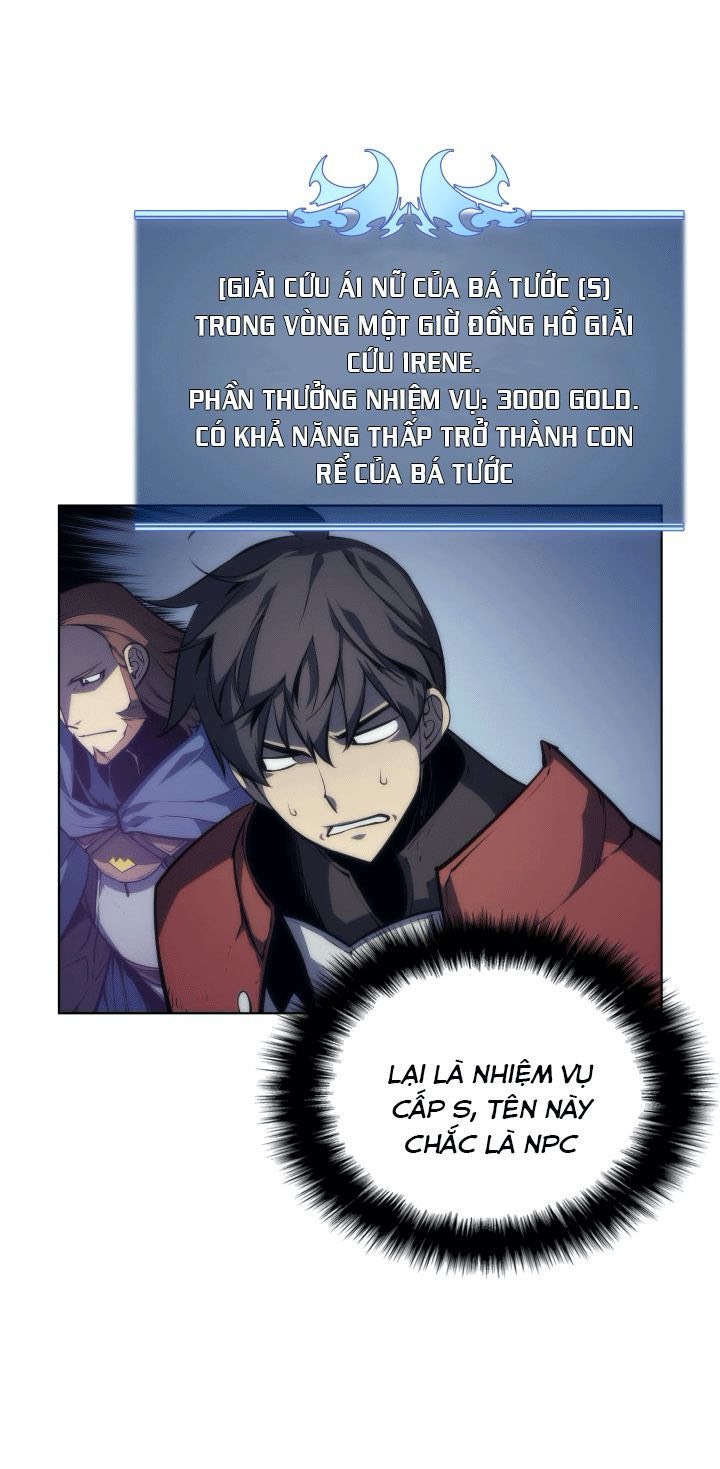 [GIẢI CỨU ÁI NỮ CỦA BÁ TƯỚC (S)
TRONG VÒNG MỘT GIỜ ĐỒNG HỒ GIẢI
CỨU IRENE.
PHẦN THƯỞNG NHIỆM VỤ: 3000 GOLD.
CÓ KHẢ NĂNG THẤP TRỞ THÀNH CON
RỂ CỦA BÁ TƯỚC
LẠI LÀ NHIỆM VỤ
CẤP S, TÊN NÀY
CHẮC LÀ NPC